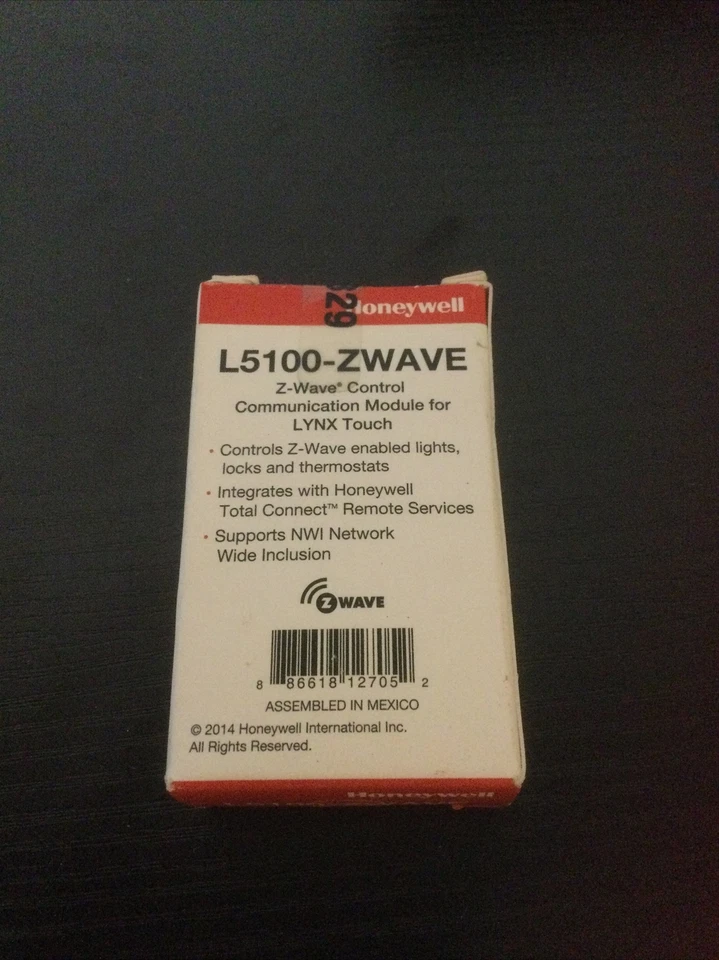 829
Honeywell
L5100-ZWAVE
Z-Wave® Control
Communication Module for
LYNX Touch
• Controls Z-Wave enabled lights,
locks and thermostats
• Integrates with Honeywell
Total Connect™ Remote Services
• Supports NWI Network
Wide Inclusion
Z WAVE
8 86618 12705 2
ASSEMBLED IN MEXICO
© 2014 Honeywell International Inc.
All Rights Reserved.
Honeywell